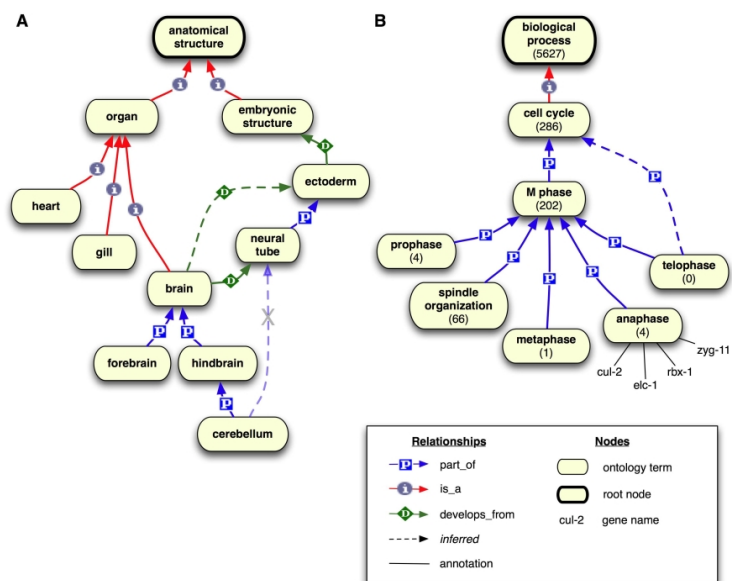 A
anatomical
structure
i
i
organ
embryonic
structure
D
i
ectoderm
heart
i
D
i
P
gill
neural
tube
brain
D
P
P
X
forebrain
hindbrain
P
cerebellum
B
biological
process
(5627)
i
cell cycle
(286)
P
P
M phase
(202)
prophase
(4)
P
P
P
P
P
telophase
(0)
spindle
organization
(66)
metaphase
(1)
anaphase
(4)
cul-2
elc-1
rbx-1
zyg-11
Relationships
P part_of
i is_a
D develops_from
inferred
annotation
Nodes
ontology term
root node
cul-2 gene name